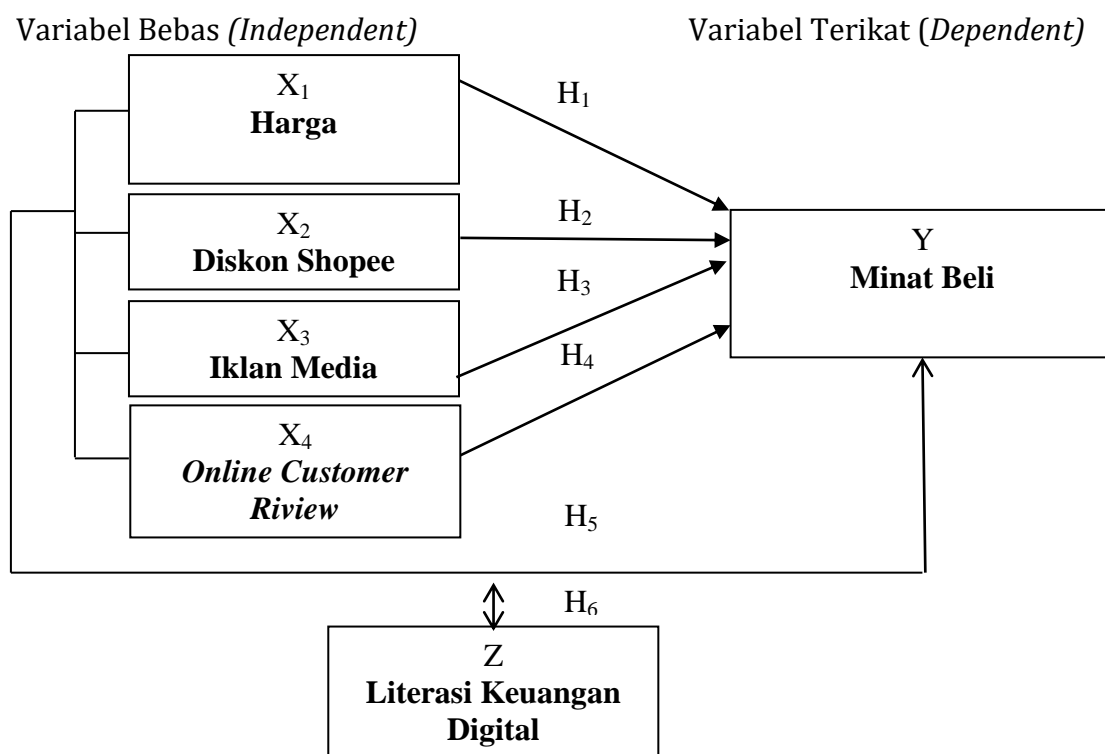 Variabel Bebas (Independent)
Variabel Terikat (Dependent)
X₁
Harga
H₁
X₂
Diskon Shopee
H₂
Y
Minat Beli
X₃
Iklan Media
H₃
H₄
X₄
Online Customer
Riview
H₅
H₆
Z
Literasi Keuangan
Digital